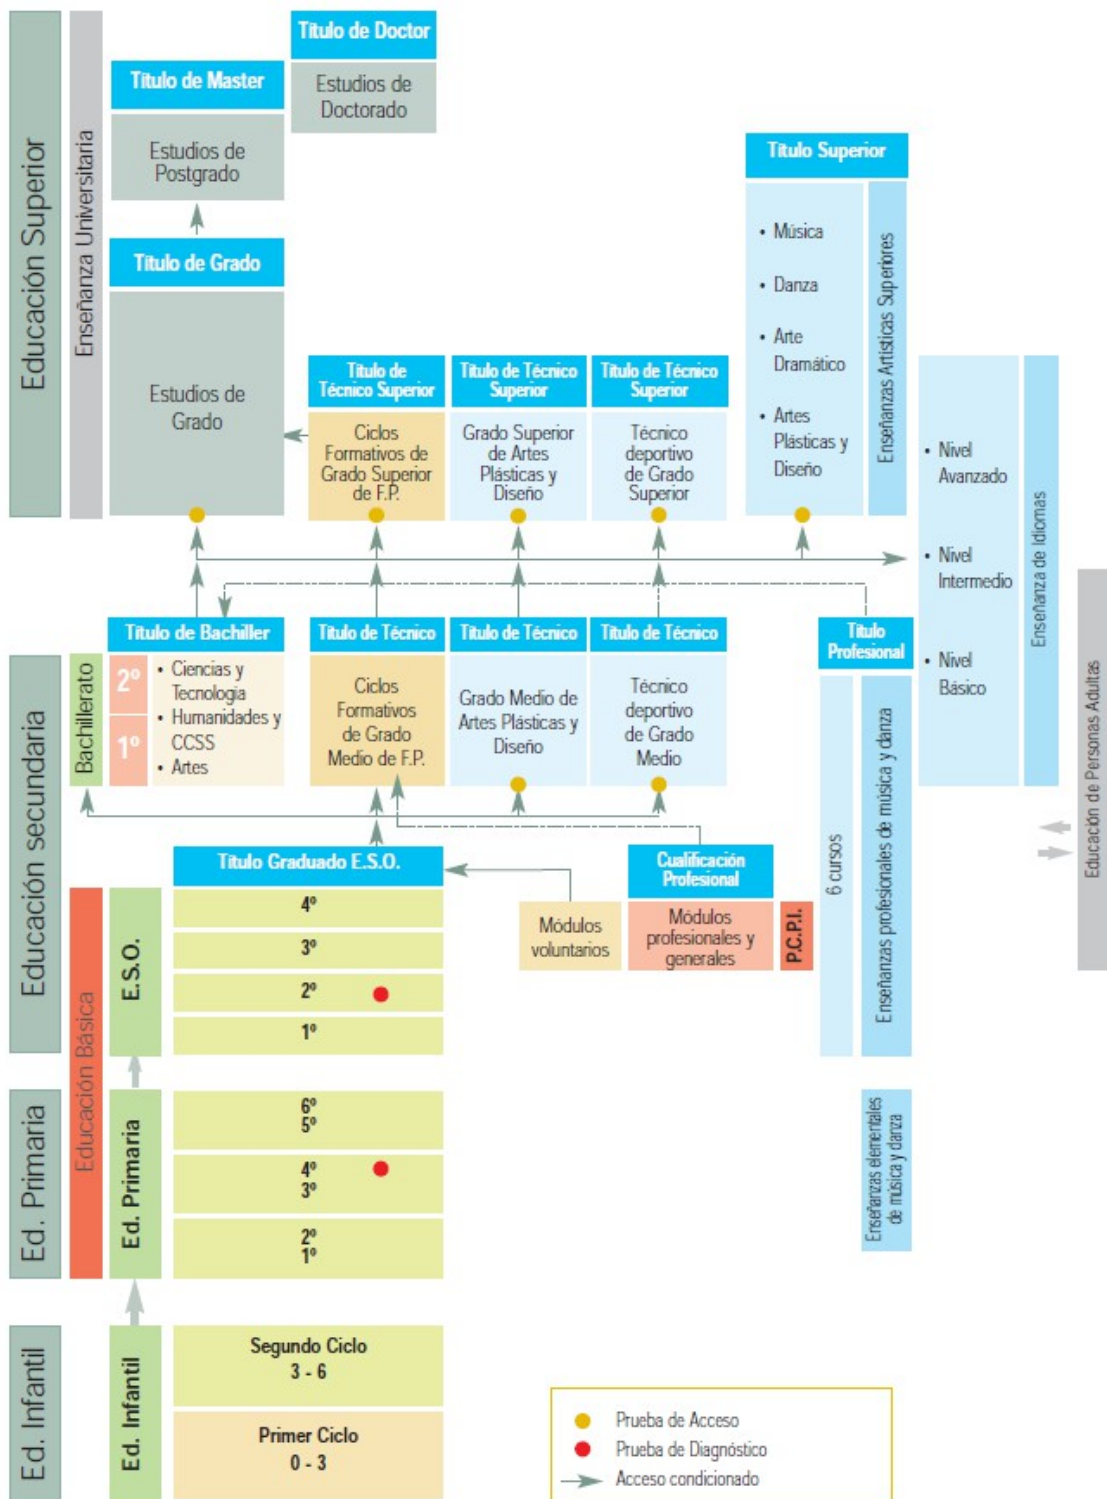 Educación Superior
Enseñanza Universitaria
Título de Doctor
Estudios de
Doctorado
Título de Master
Estudios de
Postgrado
Título de Grado
Estudios de
Grado
Título de
Técnico Superior
Ciclos
Formativos de
Grado Superior
de F.P.
Título de Técnico
Superior
Grado Superior
de Artes
Plásticas y
Diseño
Título de Técnico
Superior
Técnico
deportivo
de Grado
Superior
Título Superior
• Música
• Danza
• Arte
Dramático
• Artes
Plásticas y
Diseño
Enseñanzas Artísticas Superiores
• Nivel
Avanzado
• Nivel
Intermedio
• Nivel
Básico
Enseñanza de Idiomas
Educación de Personas Adultas
Educación secundaria
Bachillerato
Título de Bachiller
2º
1º
• Ciencias y
Tecnología
• Humanidades y
CCSS
• Artes
Título de Técnico
Ciclos
Formativos
de Grado
Medio de F.P.
Título de Técnico
Grado Medio de
Artes Plásticas y
Diseño
Título de Técnico
Técnico
deportivo
de Grado
Medio
Título
Profesional
6 cursos
Enseñanzas profesionales de música y danza
Título Graduado E.S.O.
4º
3º
2º
1º
E.S.O.
Educación Básica
Módulos
voluntarios
Cualificación
Profesional
Módulos
profesionales y
generales
P.C.P.I.
Ed. Primaria
Ed. Primaria
6º
5º
4º
3º
2º
1º
Enseñanzas elementales
de música y danza
Ed. Infantil
Ed. Infantil
Segundo Ciclo
3 - 6
Primer Ciclo
0 - 3
Prueba de Acceso
Prueba de Diagnóstico
Acceso condicionado